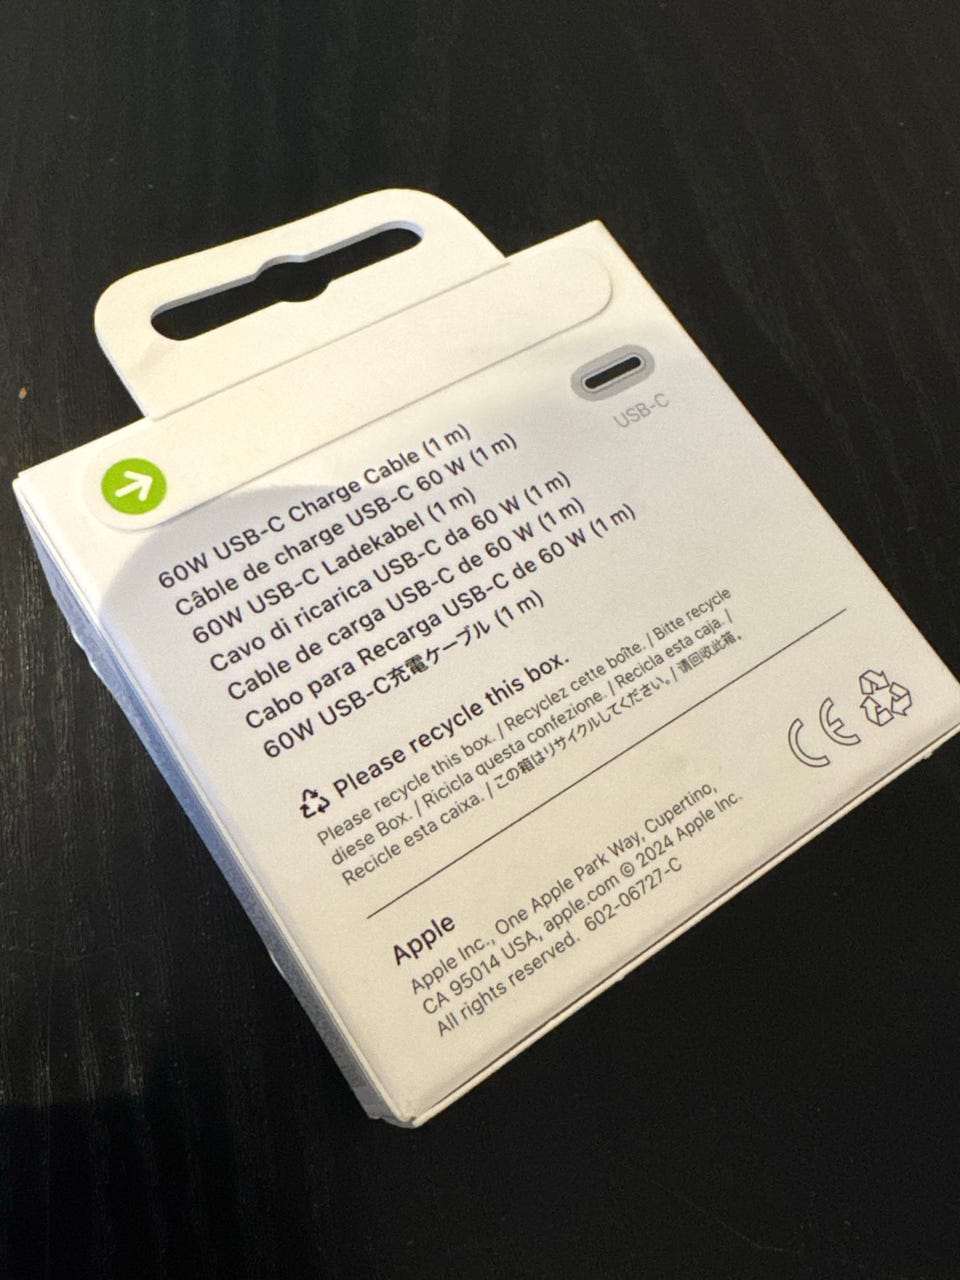 USB-C
60W USB-C Charge Cable (1 m)
Câble de charge USB-C 60 W (1 m)
60W USB-C Ladekabel (1 m)
Cavo di ricarica USB-C da 60 W (1 m)
Cable de carga USB-C de 60 W (1 m)
Cabo para Recarga USB-C de 60 W (1 m)
60W USB-C充電ケーブル (1 m)
Please recycle this box.
Please recycle this box. / Recyclez cette boîte. / Bitte recycle
diese Box. / Ricicla questa confezione. / Recicla esta caja. /
Recicle esta caixa. / この箱はリサイクルしてください。/ 请回收此箱。
CE
Apple
Apple Inc., One Apple Park Way, Cupertino,
CA 95014 USA, apple.com © 2024 Apple Inc.
All rights reserved. 602-06727-C